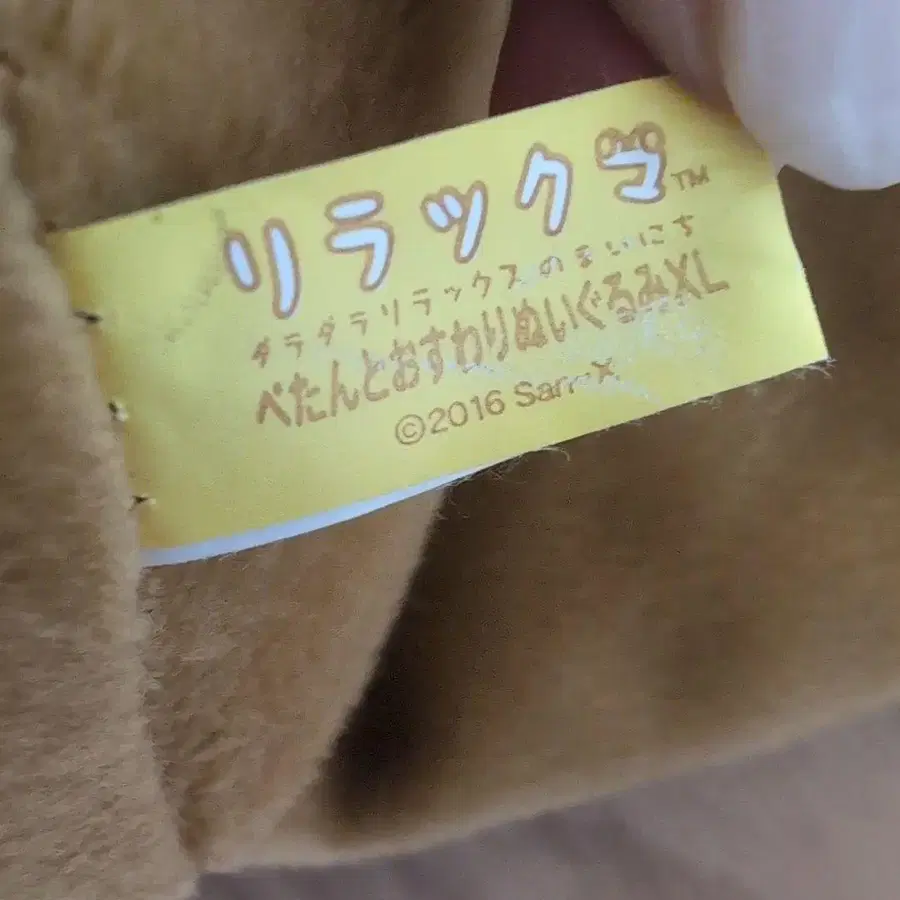 リラックマ™
ダラダラリラックスのまいにち
ぺたんとおすわりぬいぐるみXL
©2016 San-X